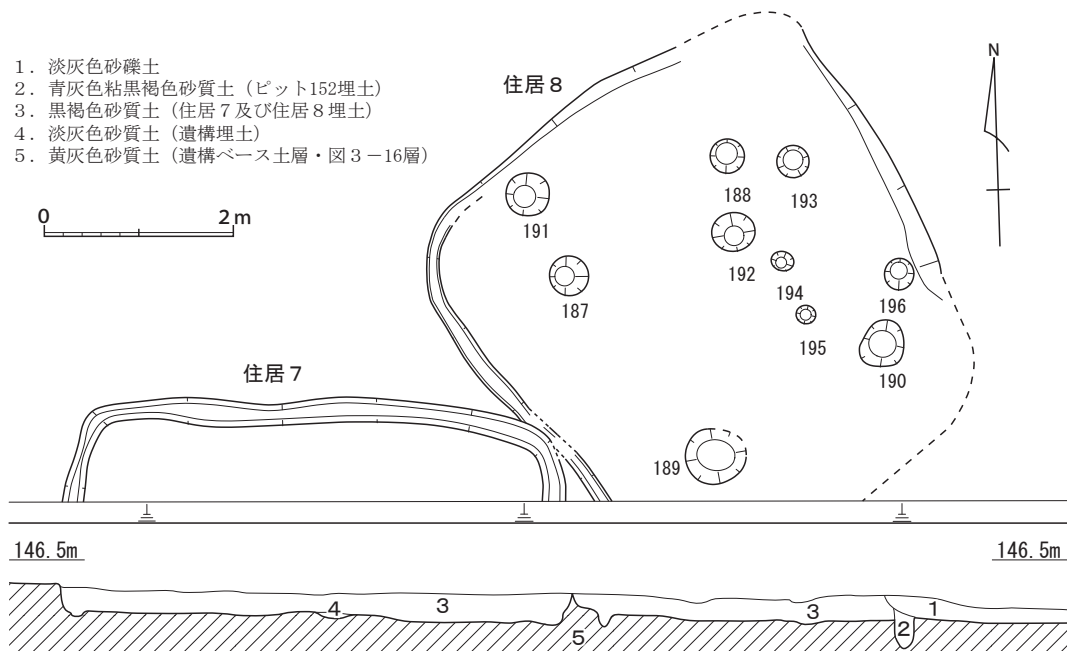 1．淡灰色砂礫土
2．青灰色粘黒褐色砂質土（ピット152埋土）
3．黒褐色砂質土（住居７及び住居８埋土）
4．淡灰色砂質土（遺構埋土）
5．黄灰色砂質土（遺構ベース土層・図３－16層）
0 2m
住居８
N
188
193
191
192
194
196
187
195
190
住居７
189
146.5m
146.5m
4
3
5
3
2
1